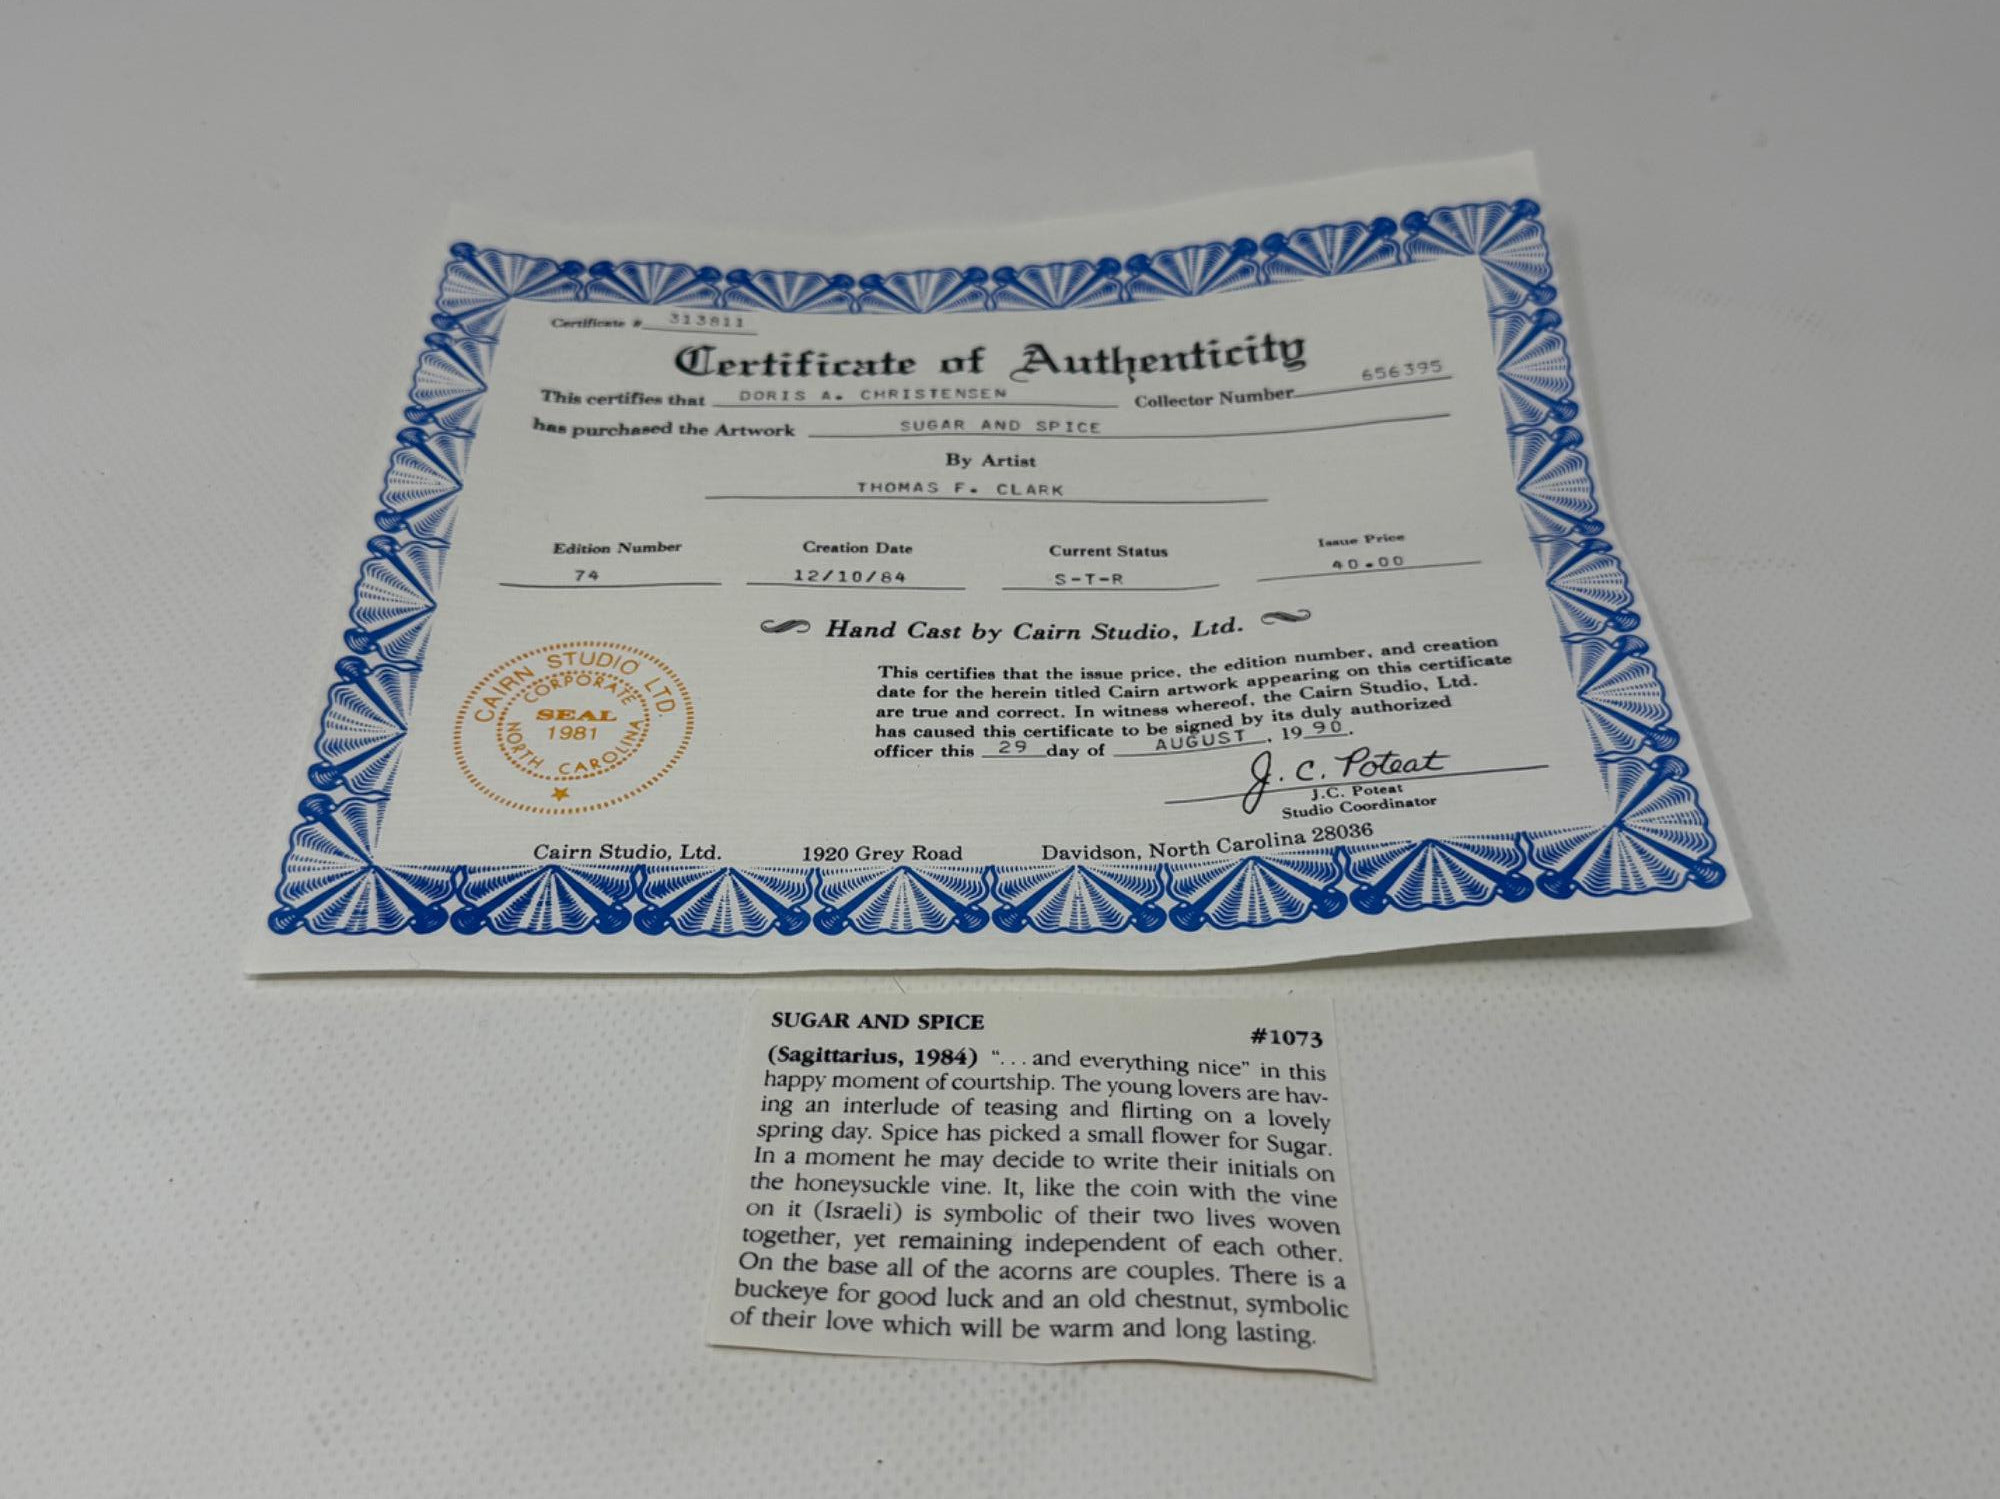 Certificate # 313811
Certificate of Authenticity
This certifies that DORIS A. CHRISTENSEN Collector Number 656395
has purchased the Artwork SUGAR AND SPICE
By Artist
THOMAS F. CLARK
Edition Number Creation Date Current Status Issue Price
74 12/10/84 S-T-R 40.00
Hand Cast by Cairn Studio, Ltd.
CAIRN STUDIO LTD.
CORPORATE
SEAL
1981
NORTH CAROLINA
This certifies that the issue price, the edition number, and creation
date for the herein titled Cairn artwork appearing on this certificate
are true and correct. In witness whereof, the Cairn Studio, Ltd.
has caused this certificate to be signed by its duly authorized
officer this 29 day of AUGUST, 1990.
J. C. Poteat
J.C. Poteat
Studio Coordinator
Cairn Studio, Ltd. 1920 Grey Road Davidson, North Carolina 28036
SUGAR AND SPICE #1073
(Sagittarius, 1984) "...and everything nice" in this
happy moment of courtship. The young lovers are hav-
ing an interlude of teasing and flirting on a lovely
spring day. Spice has picked a small flower for Sugar.
In a moment he may decide to write their initials on
the honeysuckle vine. It, like the coin with the vine
on it (Israeli) is symbolic of their two lives woven
together, yet remaining independent of each other.
On the base all of the acorns are couples. There is a
buckeye for good luck and an old chestnut, symbolic
of their love which will be warm and long lasting.